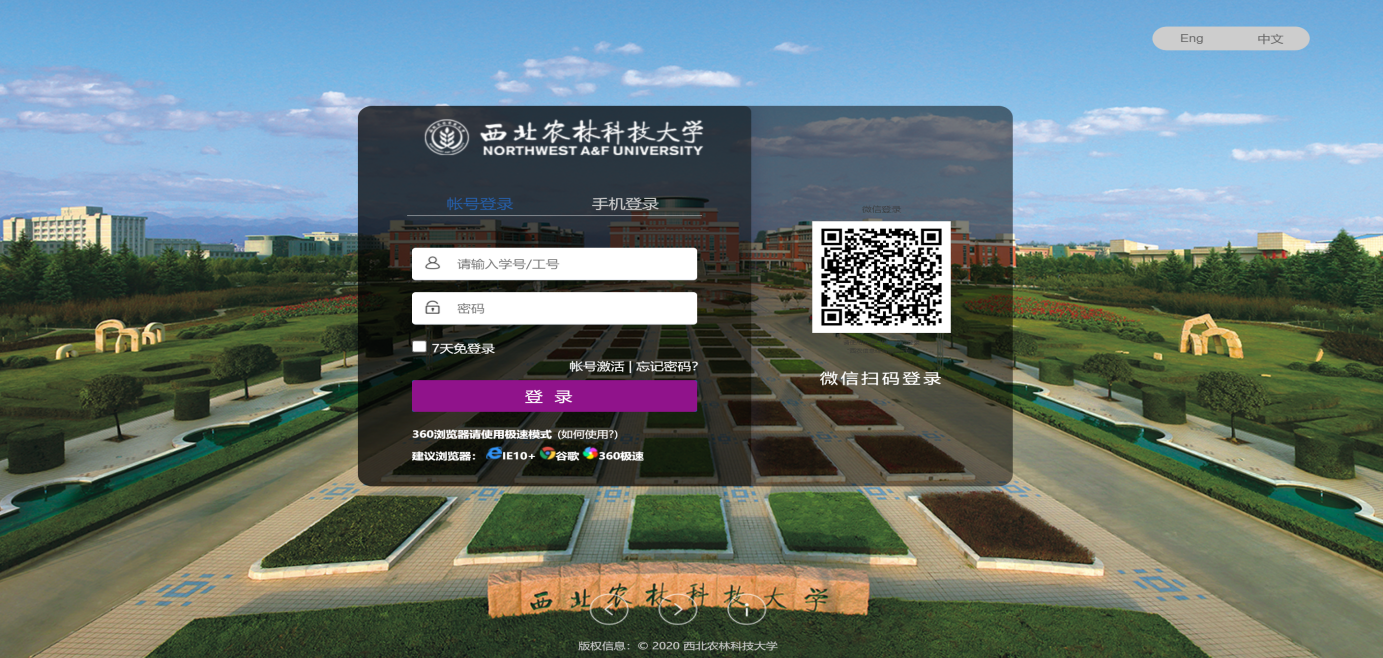 Eng 中文
西北农林科技大学
NORTHWEST A&F UNIVERSITY
帐号登录 手机登录
微信登录
请输入学号/工号
密码
7天免登录
帐号激活 | 忘记密码?
登 录
微信扫码登录
360浏览器请使用极速模式 (如何使用?)
建议浏览器： IE10+ 谷歌 360极速
西北农林科技大学
版权信息：© 2020 西北农林科技大学